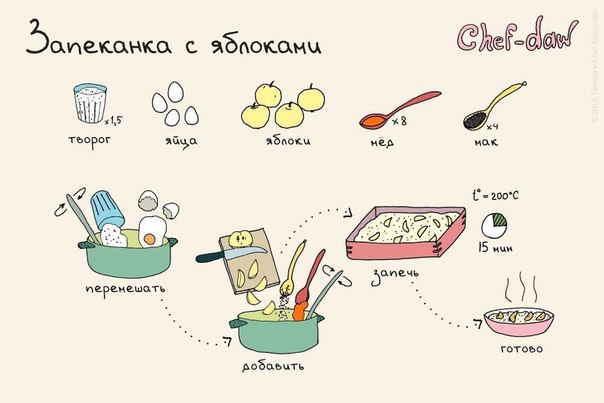 Запеканка с яблоками
Chef-daw
x1,5
x8
x4
творог
яйца
яблоки
мёд
мак
t° = 200°C
15 мин
перемешать
запечь
добавить
готово